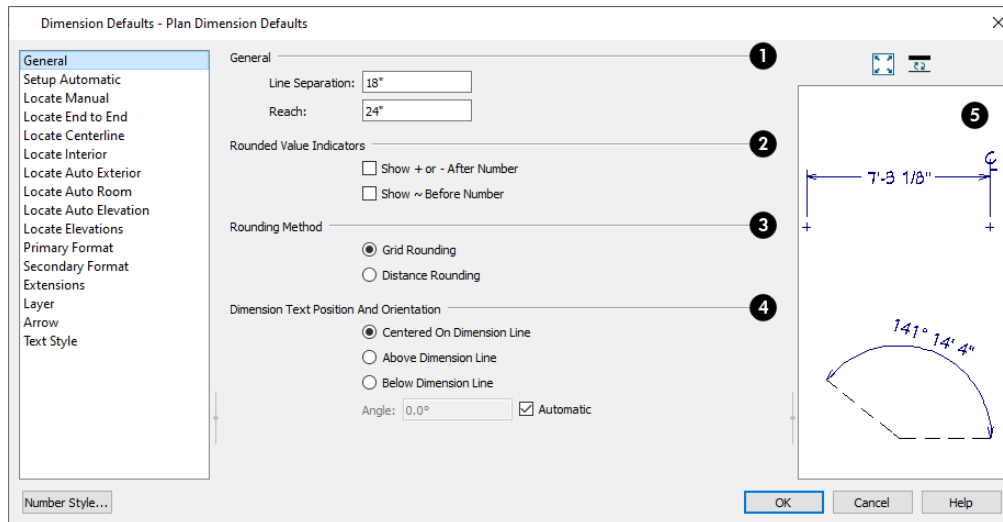 Dimension Defaults - Plan Dimension Defaults
General
Setup Automatic
Locate Manual
Locate End to End
Locate Centerline
Locate Interior
Locate Auto Exterior
Locate Auto Room
Locate Auto Elevation
Locate Elevations
Primary Format
Secondary Format
Extensions
Layer
Arrow
Text Style
General 1
Line Separation: 18"
Reach: 24"
Rounded Value Indicators 2
Show + or - After Number
Show ~ Before Number
Rounding Method 3
Grid Rounding
Distance Rounding
Dimension Text Position And Orientation 4
Centered On Dimension Line
Above Dimension Line
Below Dimension Line
Angle: 0.0° Automatic
5
7'-3 1/8"
141° 14' 4"
Number Style...
OK
Cancel
Help